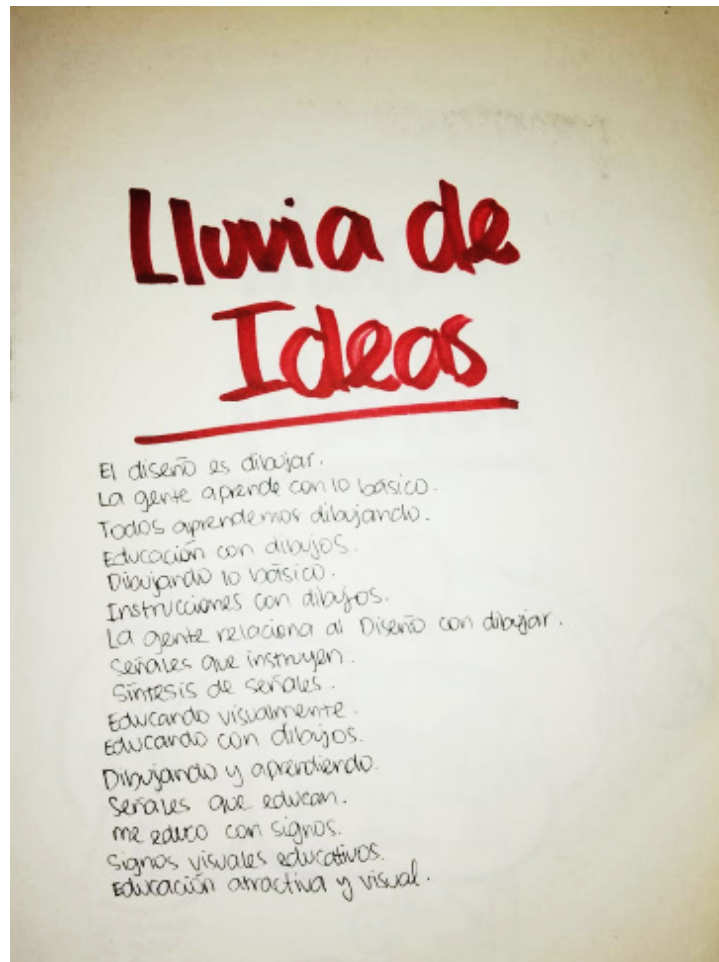 Lluvia de
Ideas
El diseño es dibujar.
La gente aprende con lo básico.
Todos aprendemos dibujando.
Educación con dibujos.
Dibujando lo básico.
Instrucciones con dibujos.
La gente relaciona al Diseño con dibujar.
Señales que instruyen.
Síntesis de señales.
Educando visualmente.
Educando con dibujos.
Dibujando y aprendiendo.
Señales que educan.
me educo con signos.
Signos visuales educativos.
Educación atractiva y visual.